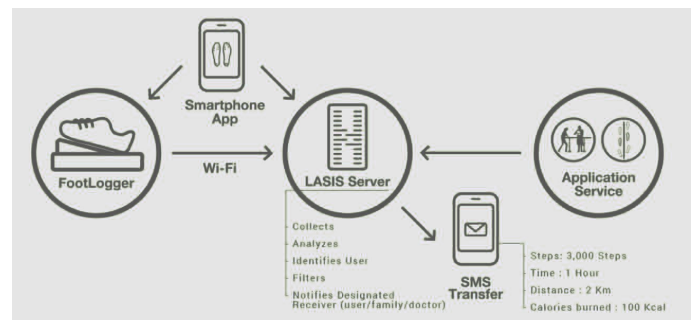 Smartphone
App
FootLogger
Wi-Fi
LASIS Server
Application
Service
Collects
Analyzes
Identifies User
Filters
Notifies Designated
Receiver (user/family/doctor)
SMS
Transfer
Steps: 3,000 Steps
Time : 1 Hour
Distance : 2 Km
Calories burned : 100 Kcal